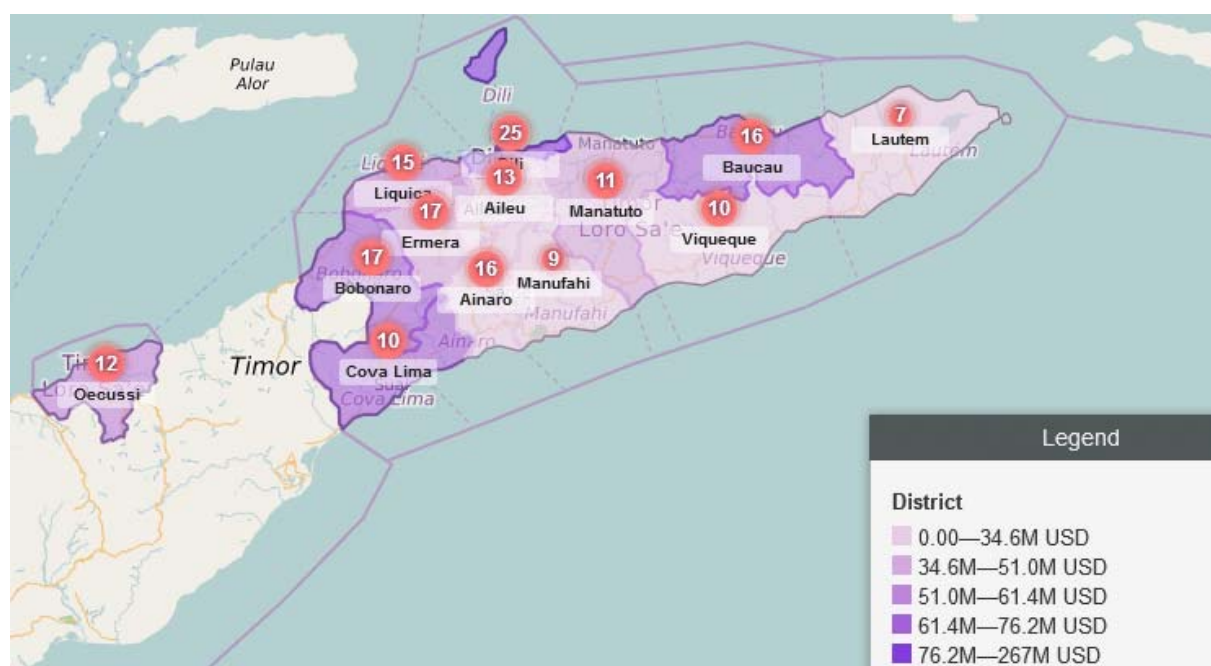 Pulau
Alor
Dili
25
Dili
15
Liquica
13
Aileu
Manatuto
11
Manatuto
16
Baucau
7
Lautem
Lautem
17
Ermera
Loro Sa'e
10
Viqueque
Viqueque
17
Bobonaro
16
Ainaro
9
Manufahi
Manufahi
10
Cova Lima
Suai
Cova Lima
Ainaro
12
Oecussi
Timor
Legend
District
0.00—34.6M USD
34.6M—51.0M USD
51.0M—61.4M USD
61.4M—76.2M USD
76.2M—267M USD